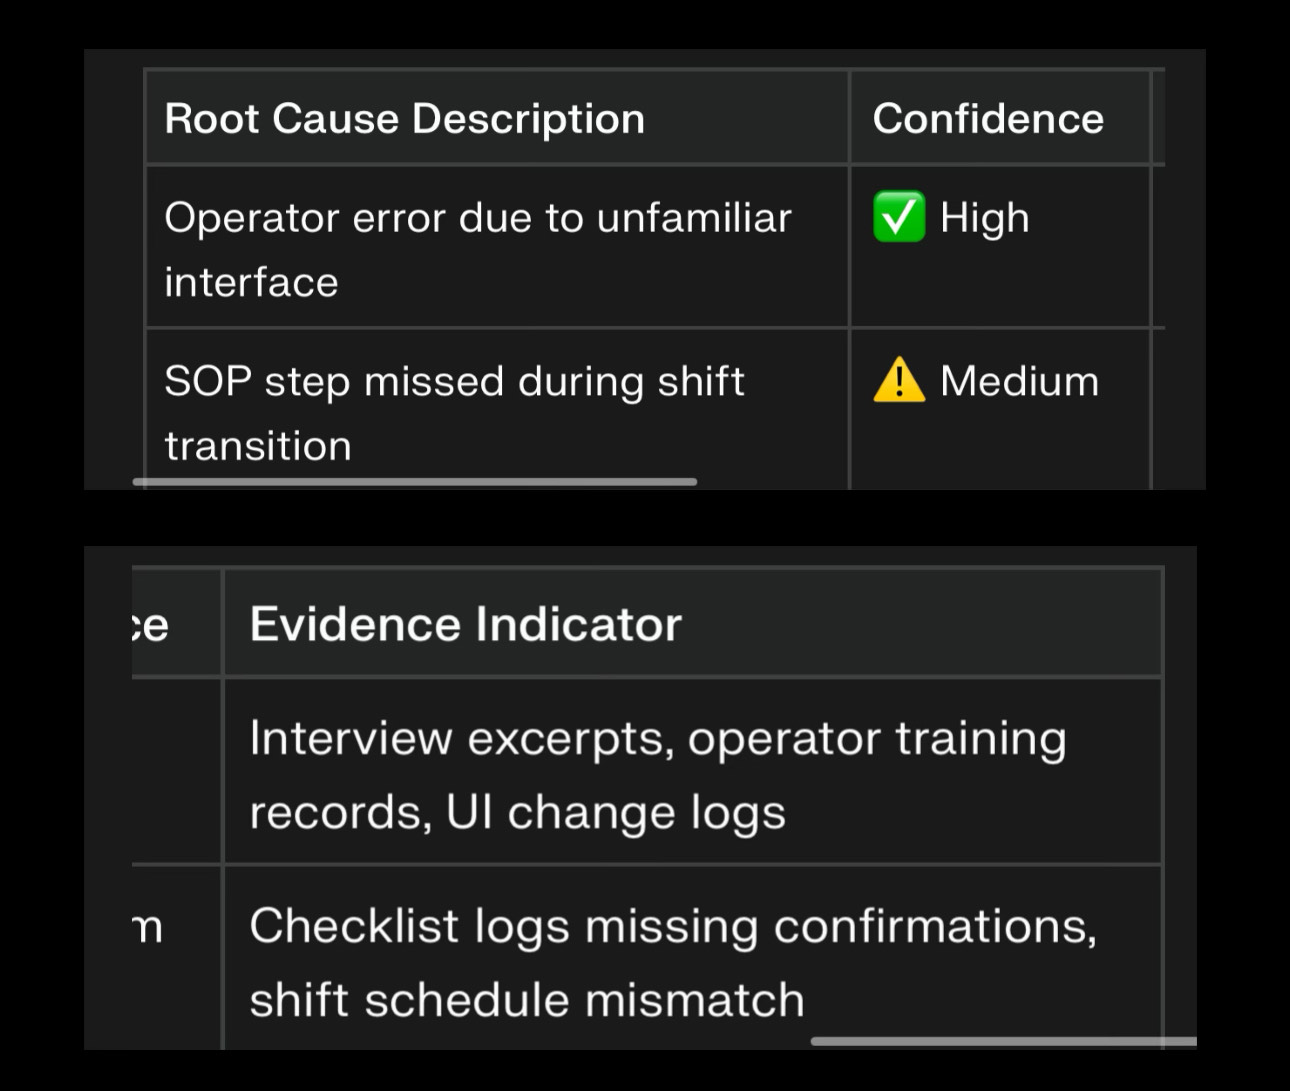 Root Cause Description
Confidence
Operator error due to unfamiliar
interface
✅ High
SOP step missed during shift
transition
⚠️ Medium
ce
Evidence Indicator
Interview excerpts, operator training
records, UI change logs
m
Checklist logs missing confirmations,
shift schedule mismatch